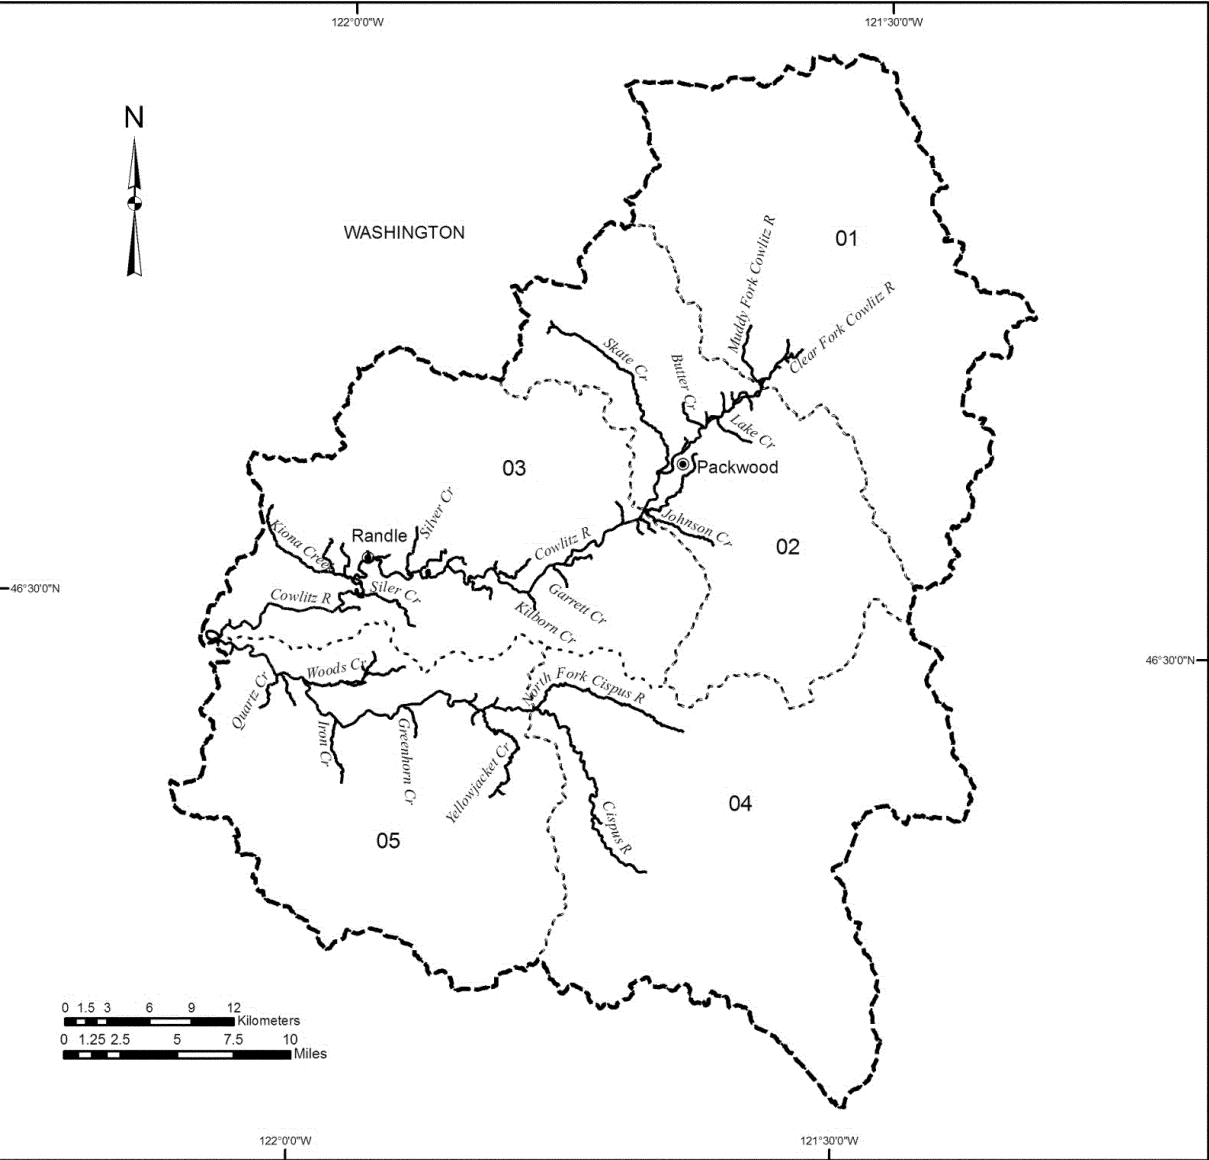 122°0'0"W
121°30'0"W
N
WASHINGTON
01
Muddy Fork Cowlitz R
Clear Fork Cowlitz R
Skate Cr
Butter Cr
Lake Cr
Packwood
03
Silver Cr
Kiona Creek
Randle
Cowlitz R
Johnson Cr
02
46°30'0"N
Cowlitz R
Siler Cr
Garrett Cr
Kilborn Cr
46°30'0"N
Woods Cr
North Fork Cispus R
Quartz Cr
Iron Cr
Greenhorn Cr
Yellowjacket Cr
04
Cispus R
05
0 1.5 3 6 9 12
Kilometers
0 1.25 2.5 5 7.5 10
Miles
122°0'0"W
121°30'0"W